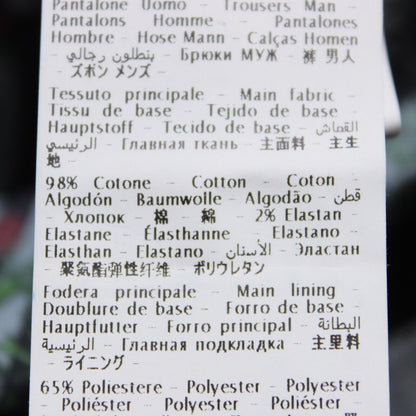 Pantalone Uomo – Trousers Man –
Pantalons Homme – Pantalones
Hombre – Hose Mann – Calças Homen
– بنطلون رجالي – Брюки МУЖ – 裤 男人
– ズボン メンズ –
Tessuto principale – Main fabric –
Tissu de base – Tejido de base –
Hauptstoff – Tecido de base – القماش
الرئيسي – Главная ткань – 主面料 – 主生
地 –
98% Cotone – Cotton – Coton –
Algodón – Baumwolle – Algodão – قطن
– Хлопок – 棉 – 綿 – 2% Elastan –
Elastane – Élasthanne – Elastano –
Elasthan – Elastano – الأستان – Эластан
– 聚氨酯弹性纤维 – ポリウレタン
Fodera principale – Main lining –
Doublure de base – Forro de base –
Hauptfutter – Forro principal – البطانة
الرئيسية – Главная подкладка – 主里料
– ライニング –
65% Poliestere – Polyester – Polyester –
Poliéster – Polyester – Poliéster –